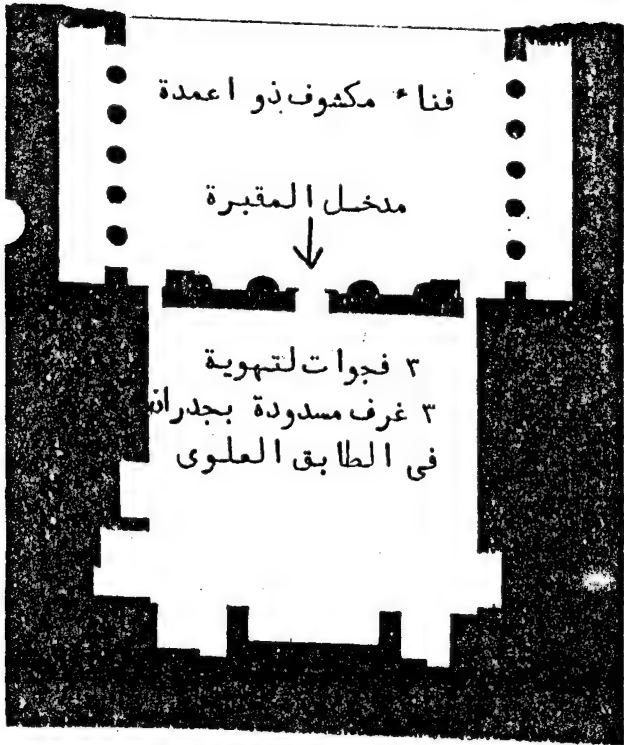 فناء مكشوف ذو اعمدة
مدخل المقبرة
٣ فجوات لتهوية
٣ غرف مسدودة بجدران
فى الطابق العلوى